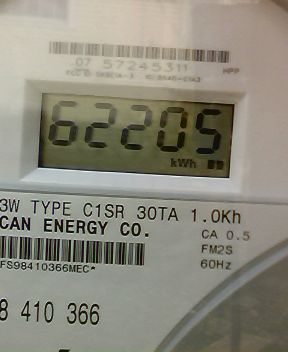 07 57245311
HPP
62205
kWh
3W TYPE C1SR 30TA 1.0Kh
CAN ENERGY CO.
CA 0.5
FM2S
60Hz
FS98410366MEC*
8 410 366